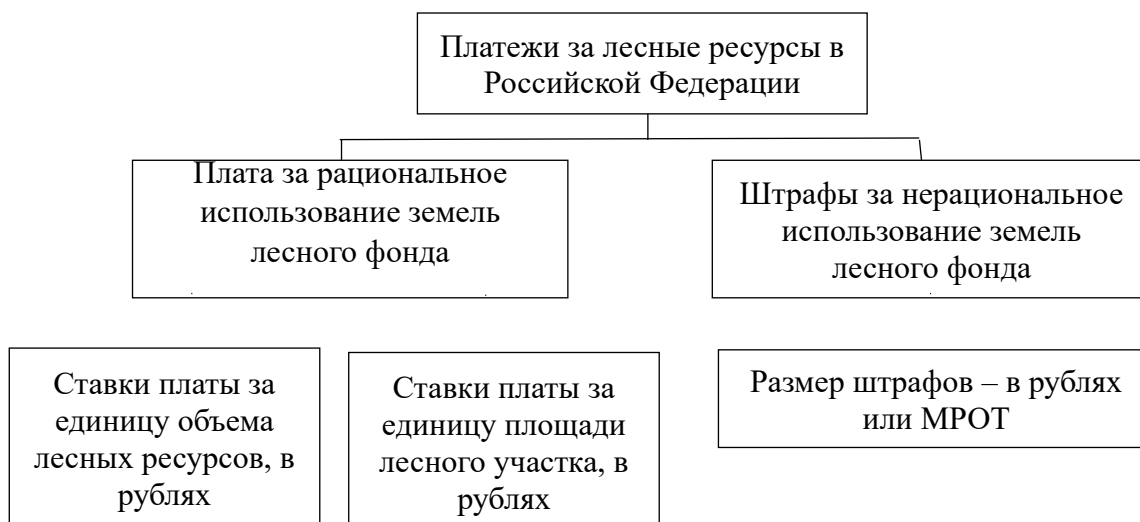 Платежи за лесные ресурсы в
Российской Федерации
Плата за рациональное
использование земель
лесного фонда
Штрафы за нерациональное
использование земель
лесного фонда
Ставки платы за
единицу объема
лесных ресурсов, в
рублях
Ставки платы за
единицу площади
лесного участка, в
рублях
Размер штрафов – в рублях
или МРОТ